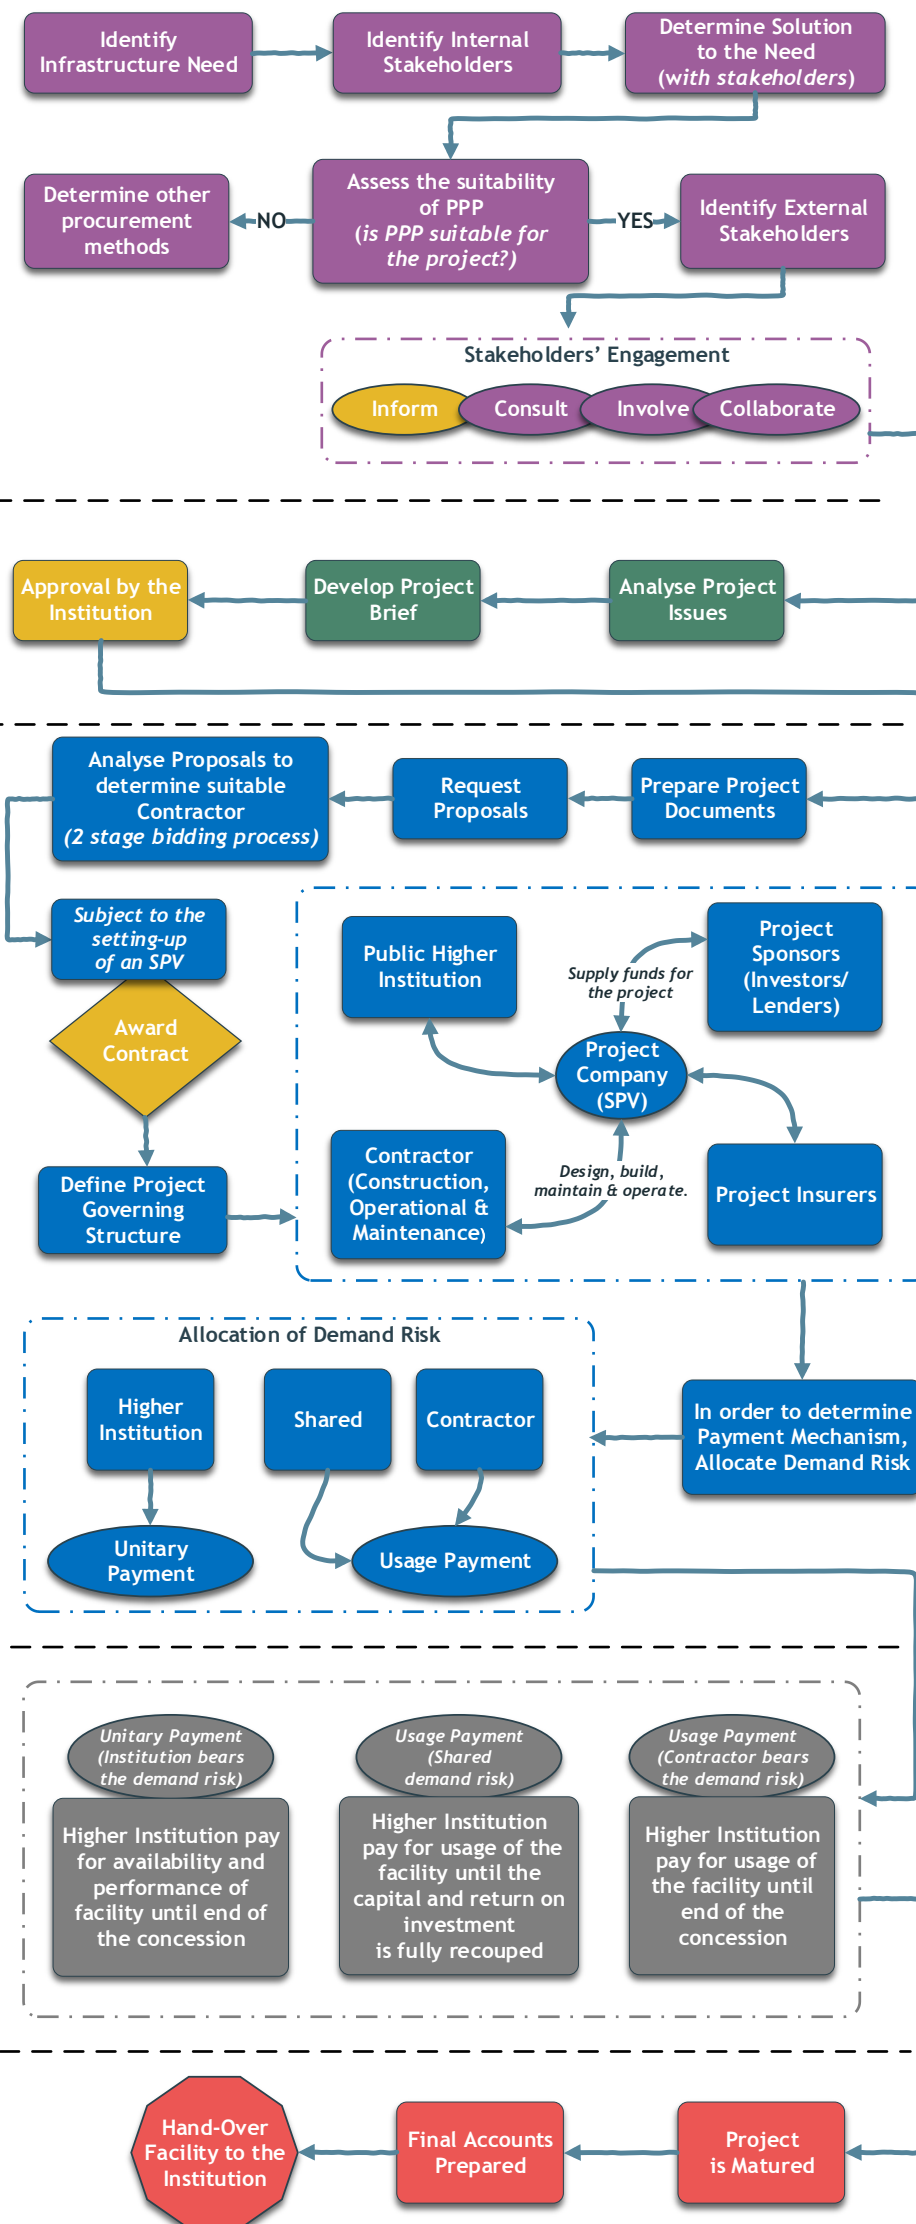 Identify
Infrastructure Need
Identify Internal
Stakeholders
Determine Solution
to the Need
(with stakeholders)
Determine other
procurement
methods
NO
Assess the suitability
of PPP
(is PPP suitable for
the project?)
YES
Identify External
Stakeholders
Stakeholders’ Engagement
Inform
Consult
Involve
Collaborate
Approval by the
Institution
Develop Project
Brief
Analyse Project
Issues
Analyse Proposals to
determine suitable
Contractor
(2 stage bidding process)
Request
Proposals
Prepare Project
Documents
Subject to the
setting-up
of an SPV
Award
Contract
Define Project
Governing
Structure
Public Higher
Institution
Supply funds for
the project
Project
Sponsors
(Investors/
Lenders)
Project
Company
(SPV)
Contractor
(Construction,
Operational &
Maintenance)
Design, build,
maintain & operate.
Project Insurers
Allocation of Demand Risk
Higher
Institution
Shared
Contractor
In order to determine
Payment Mechanism,
Allocate Demand Risk
Unitary
Payment
Usage Payment
Unitary Payment
(Institution bears
the demand risk)
Usage Payment
(Shared
demand risk)
Usage Payment
(Contractor bears
the demand risk)
Higher Institution pay
for availability and
performance of
facility until end of
the concession
Higher Institution
pay for usage of the
facility until the
capital and return on
investment
is fully recouped
Higher Institution
pay for usage of
the facility until
end of the
concession
Hand-Over
Facility to the
Institution
Final Accounts
Prepared
Project
is Matured